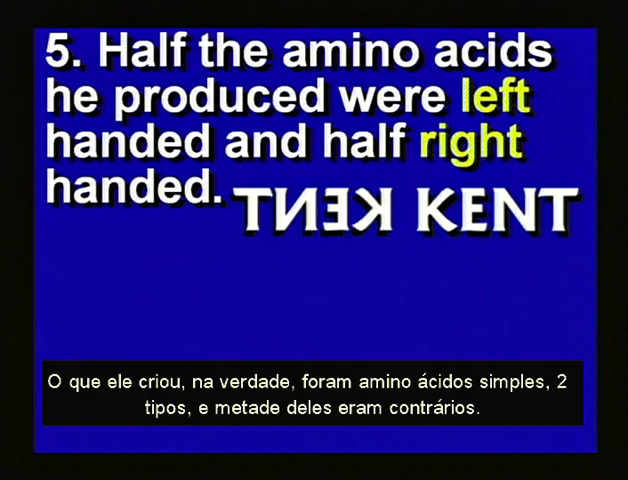 5. Half the amino acids
he produced were left
handed and half right
handed.
TNEK KENT
O que ele criou, na verdade, foram amino ácidos simples, 2
tipos, e metade deles eram contrários.